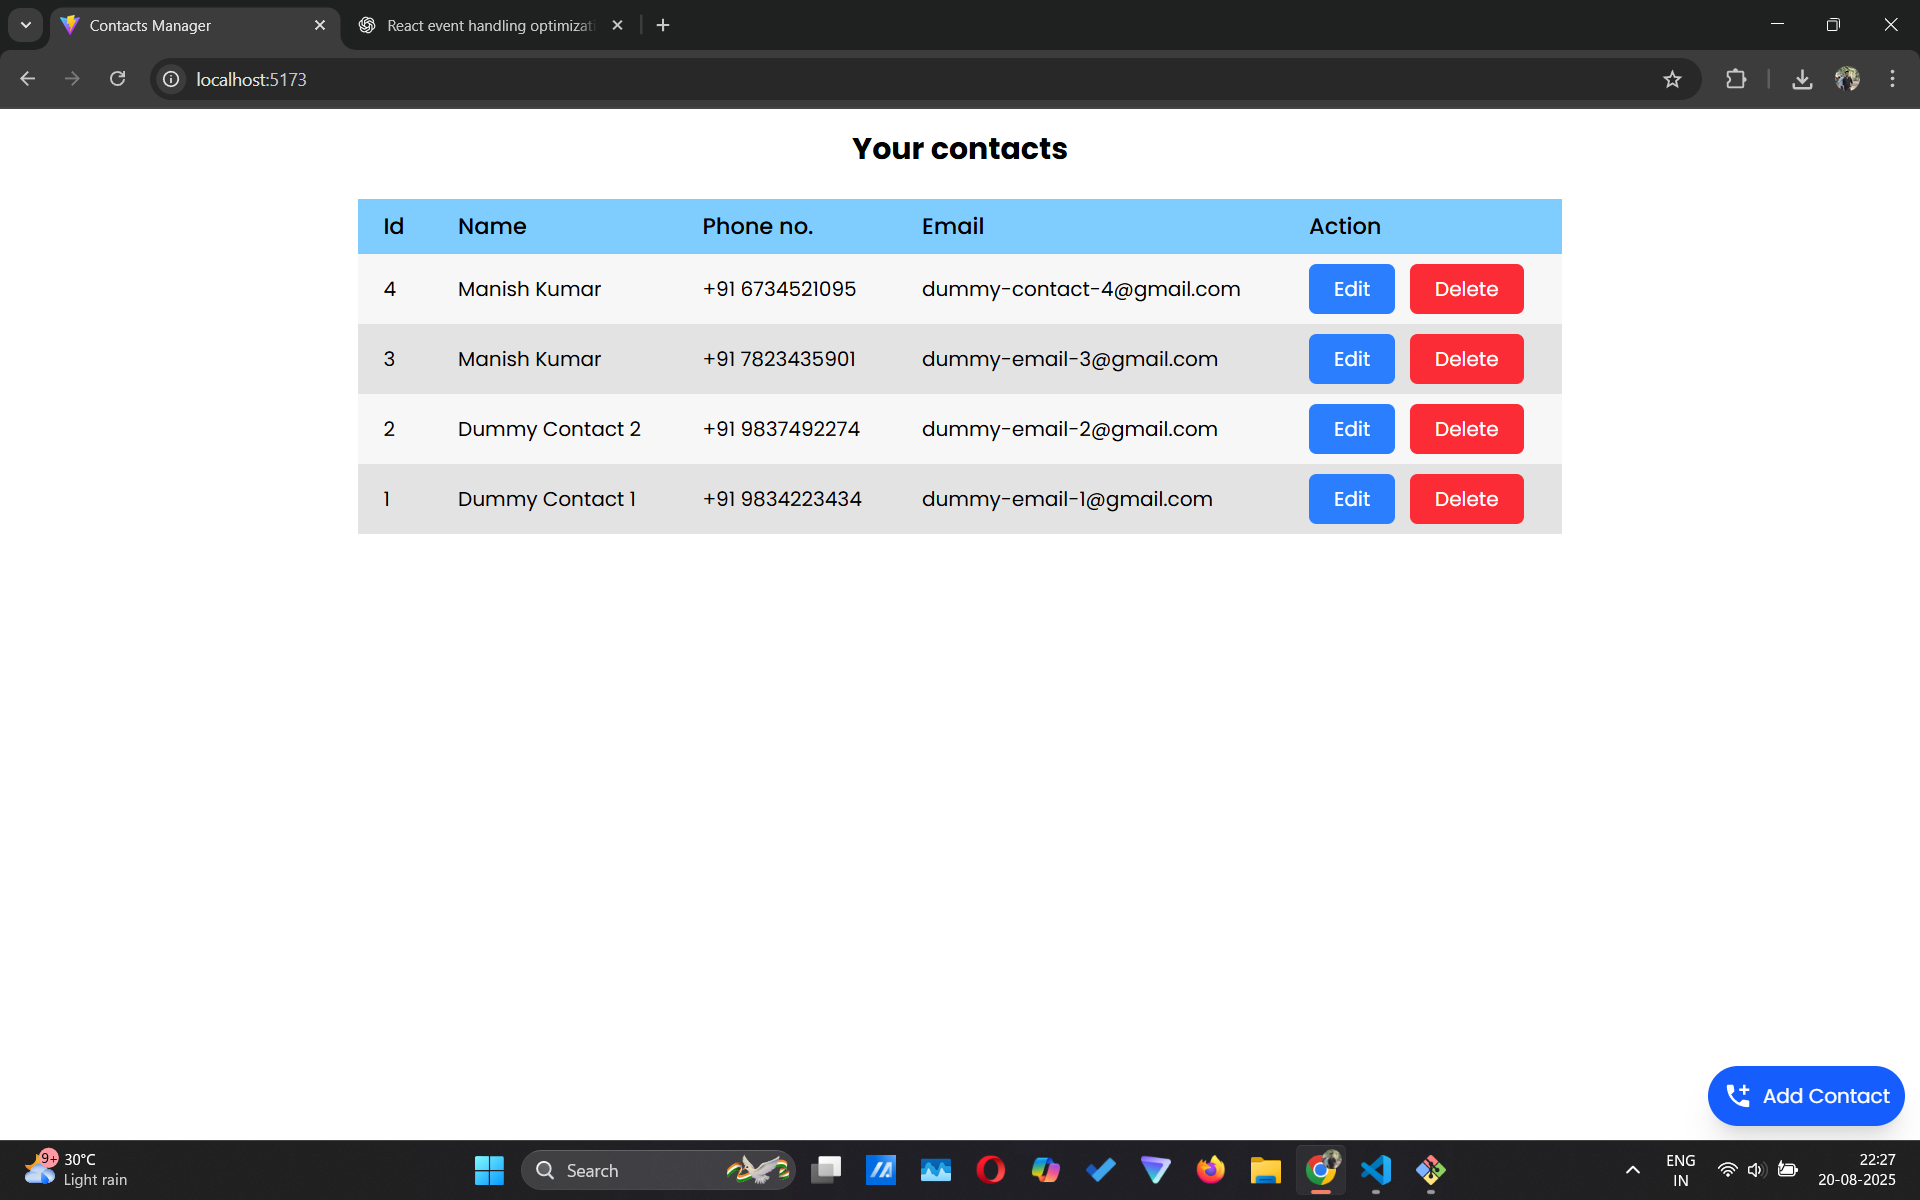 Contacts Manager
React event handling optimizati
localhost:5173
Your contacts
Id Name Phone no. Email Action
4 Manish Kumar +91 6734521095 dummy-contact-4@gmail.com Edit Delete
3 Manish Kumar +91 7823435901 dummy-email-3@gmail.com Edit Delete
2 Dummy Contact 2 +91 9837492274 dummy-email-2@gmail.com Edit Delete
1 Dummy Contact 1 +91 9834223434 dummy-email-1@gmail.com Edit Delete
Add Contact
9+
30°C
Light rain
Search
ENG
IN
22:27
20-08-2025